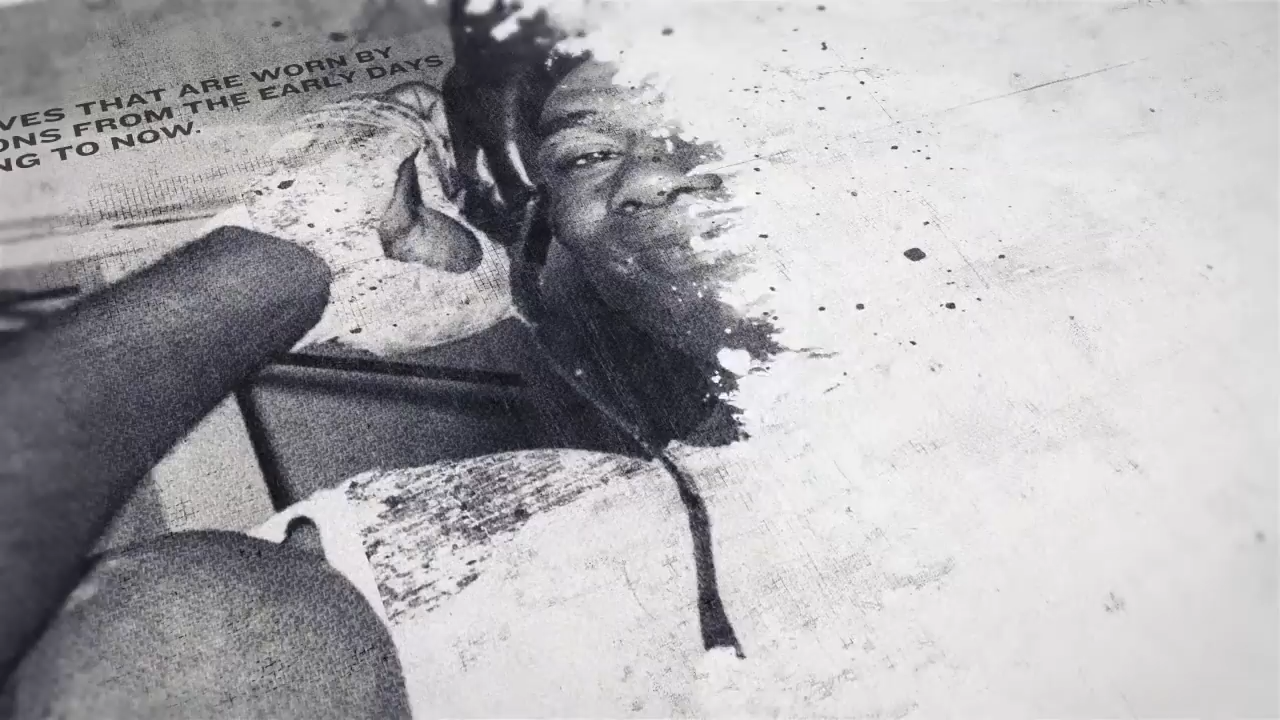 VES THAT ARE WORN BY
ONS FROM THE EARLY DAYS
NG TO NOW.